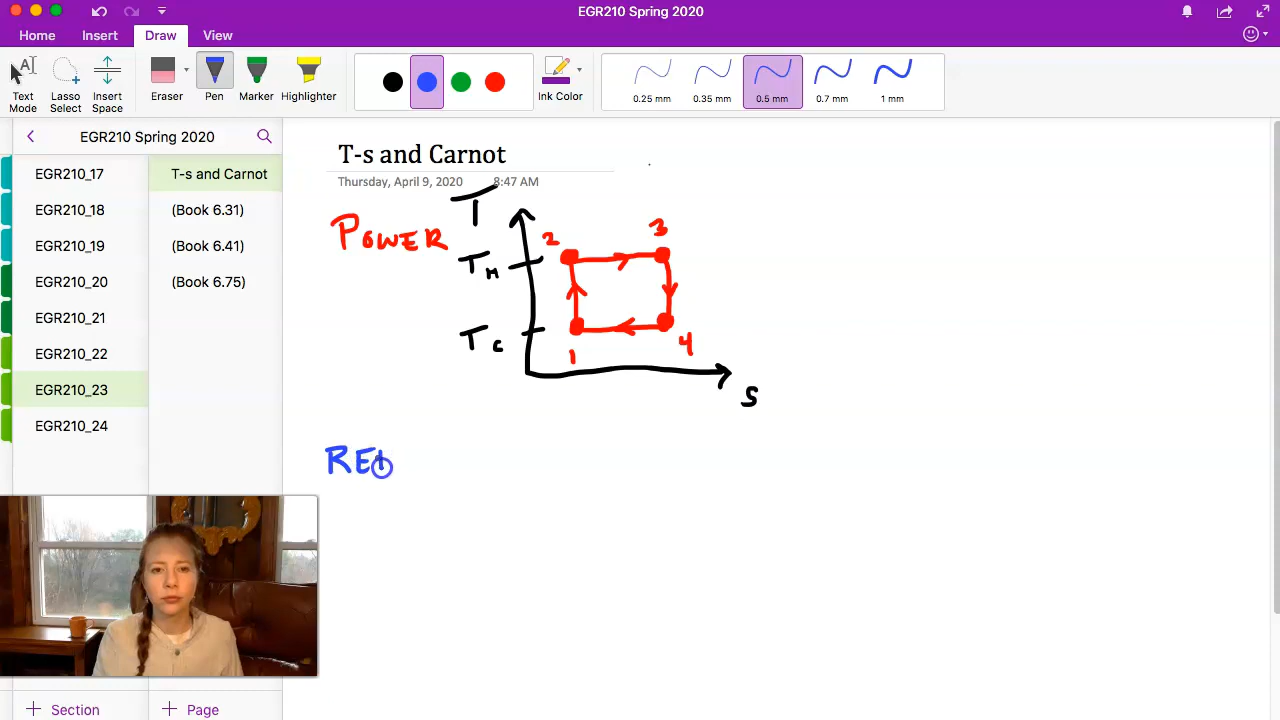 EGR210 Spring 2020
Home Insert Draw View
Text Mode
Lasso Select
Insert Space
Eraser
Pen
Marker
Highlighter
Ink Color
0.25 mm
0.35 mm
0.5 mm
0.7 mm
1 mm
EGR210 Spring 2020
EGR210_17
EGR210_18
EGR210_19
EGR210_20
EGR210_21
EGR210_22
EGR210_23
EGR210_24
T-s and Carnot
(Book 6.31)
(Book 6.41)
(Book 6.75)
+ Section
+ Page
T-s and Carnot
Thursday, April 9, 2020 8:47 AM
T
POWER
2
3
TH
TC
1
4
S
RE